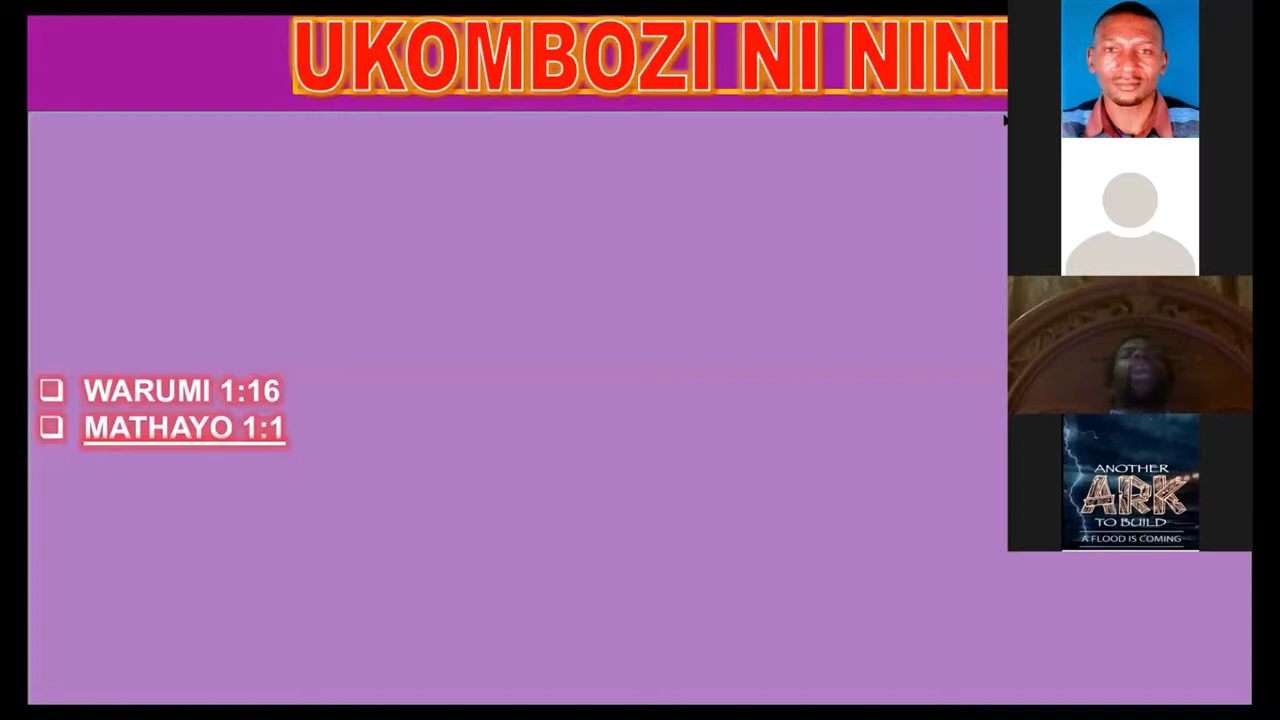 UKOMBOZI NI NINI
WARUMI 1:16
MATHAYO 1:1
ANOTHER
ARK
TO BUILD
A FLOOD IS COMING